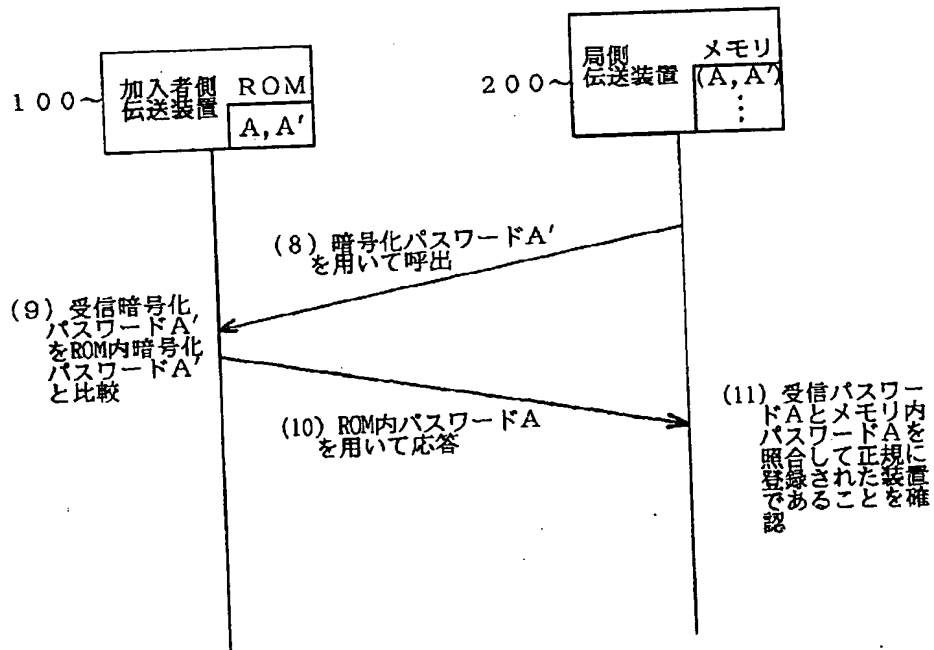 100~
加入者側
伝送装置
ROM
A, A′
200~
局側
伝送装置
メモリ
(A, A′)
⋮
(8) 暗号化パスワードA′
を用いて呼出
(9) 受信暗号化
パスワードA′
をROM内暗号化
パスワードA′
と比較
(10) ROM内パスワードA
を用いて応答
(11) 受信パスワー
ドAとメモリ内
パスワードAを
照合して正規に
登録された装置
であることを確
認